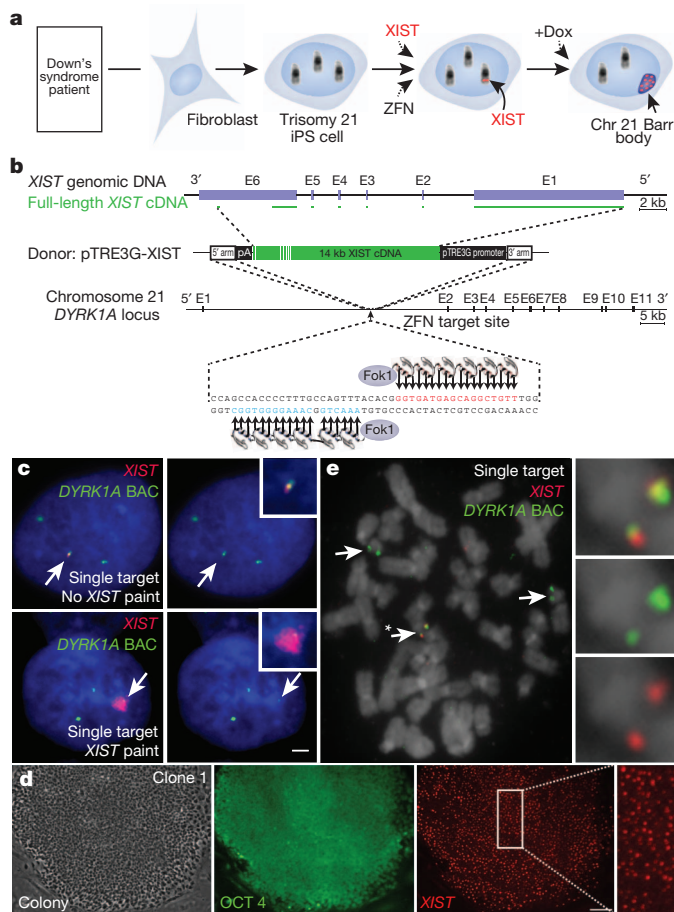 a
Down's
syndrome
patient
Fibroblast
Trisomy 21
iPS cell
XIST
ZFN
XIST
+Dox
Chr 21 Barr
body
b
XIST genomic DNA
3′
E6
E5
E4
E3
E2
E1
5′
Full-length XIST cDNA
2 kb
Donor: pTRE3G-XIST
5′ arm
pA
14 kb XIST cDNA
pTRE3G promoter
3′ arm
Chromosome 21
DYRK1A locus
5′
E1
E2
E3
E4
E5
E6
E7
E8
E9
E10
E11
3′
ZFN target site
5 kb
Fok1
CCAGCCACCCCTTTGCCAGTTTACACGGGTGATGAGCAGGCTGTTTGG
GGTCGGTGGGGAAACGGTCAAATGTGCCCACTACTCGTCCGACAAACC
Fok1
c
XIST
DYRK1A BAC
Single target
No XIST paint
XIST
DYRK1A BAC
Single target
XIST paint
e
Single target
XIST
DYRK1A BAC
*
d
Clone 1
Colony
OCT 4
XIST